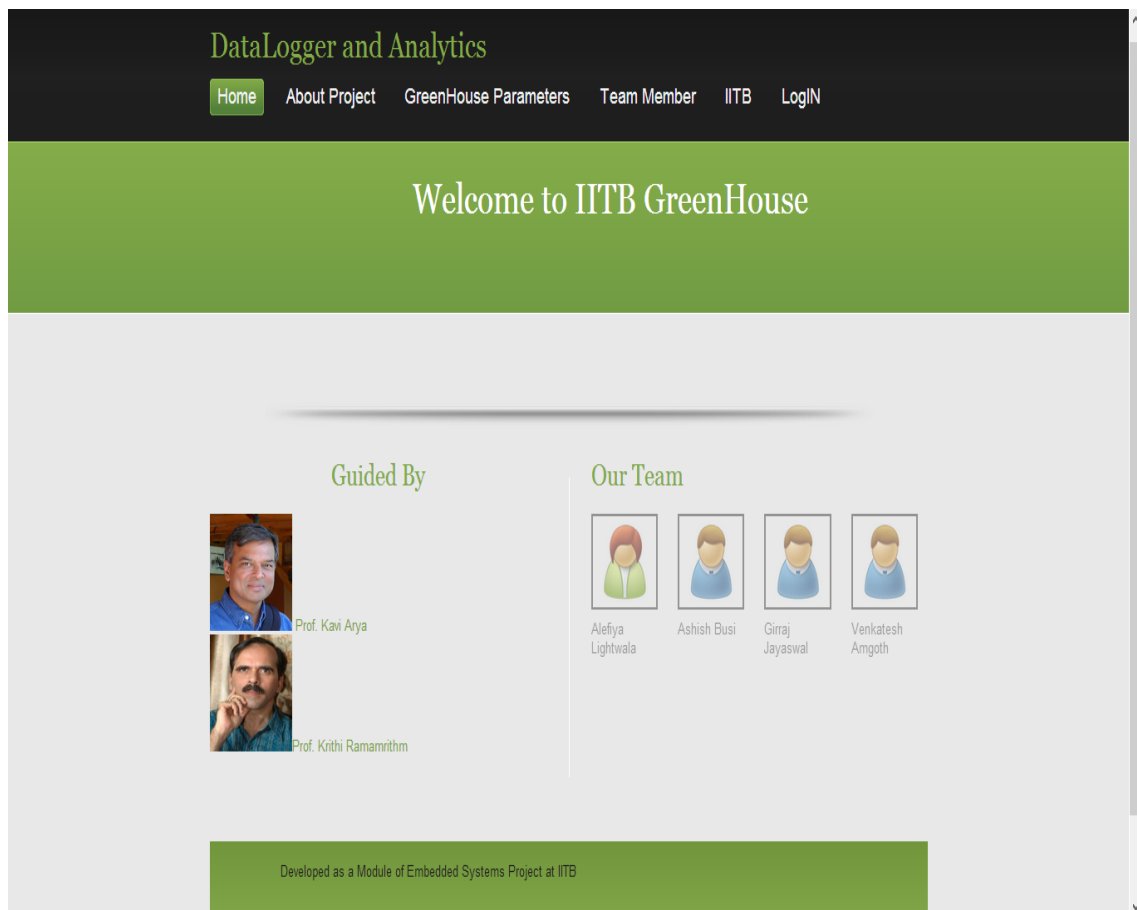 DataLogger and Analytics
Home About Project GreenHouse Parameters Team Member IITB LogIN
Welcome to IITB GreenHouse
Guided By
Prof. Kavi Arya
Prof. Krithi Ramamrithm
Our Team
Alefiya
Lightwala
Ashish Busi
Girraj
Jayaswal
Venkatesh
Amgoth
Developed as a Module of Embedded Systems Project at IITB